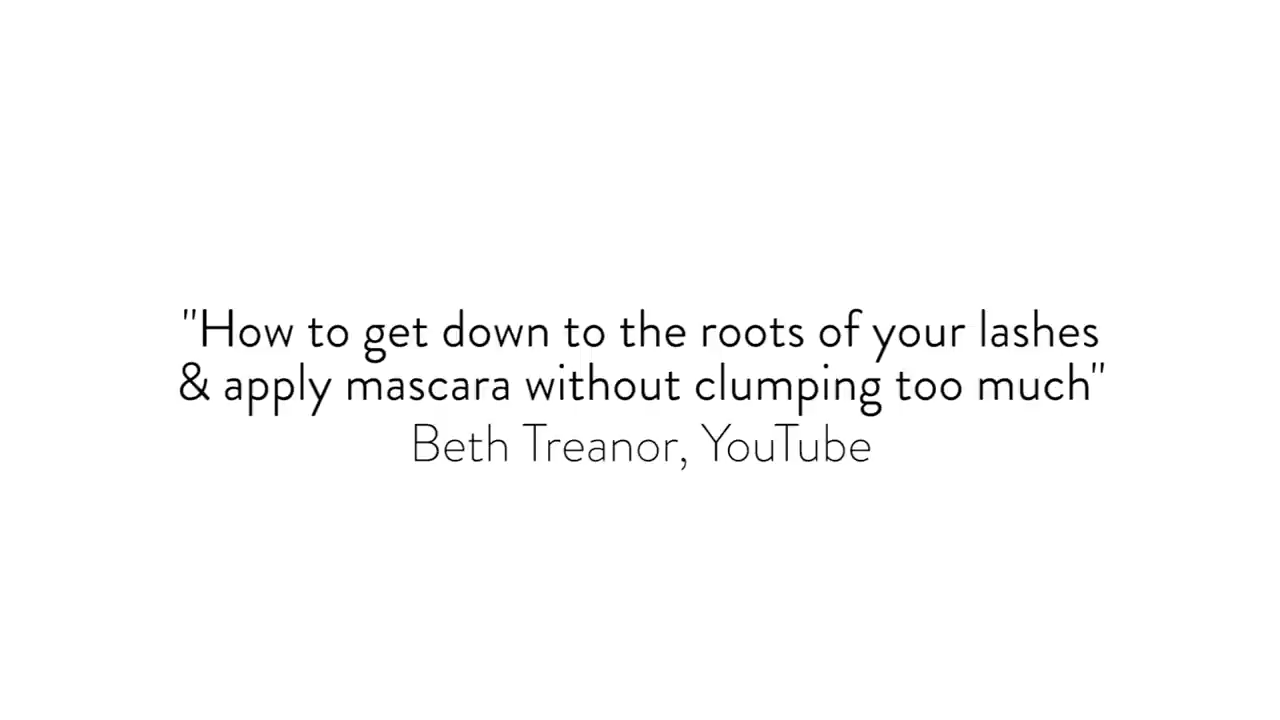 "How to get down to the roots of your lashes
& apply mascara without clumping too much"
Beth Treanor, YouTube